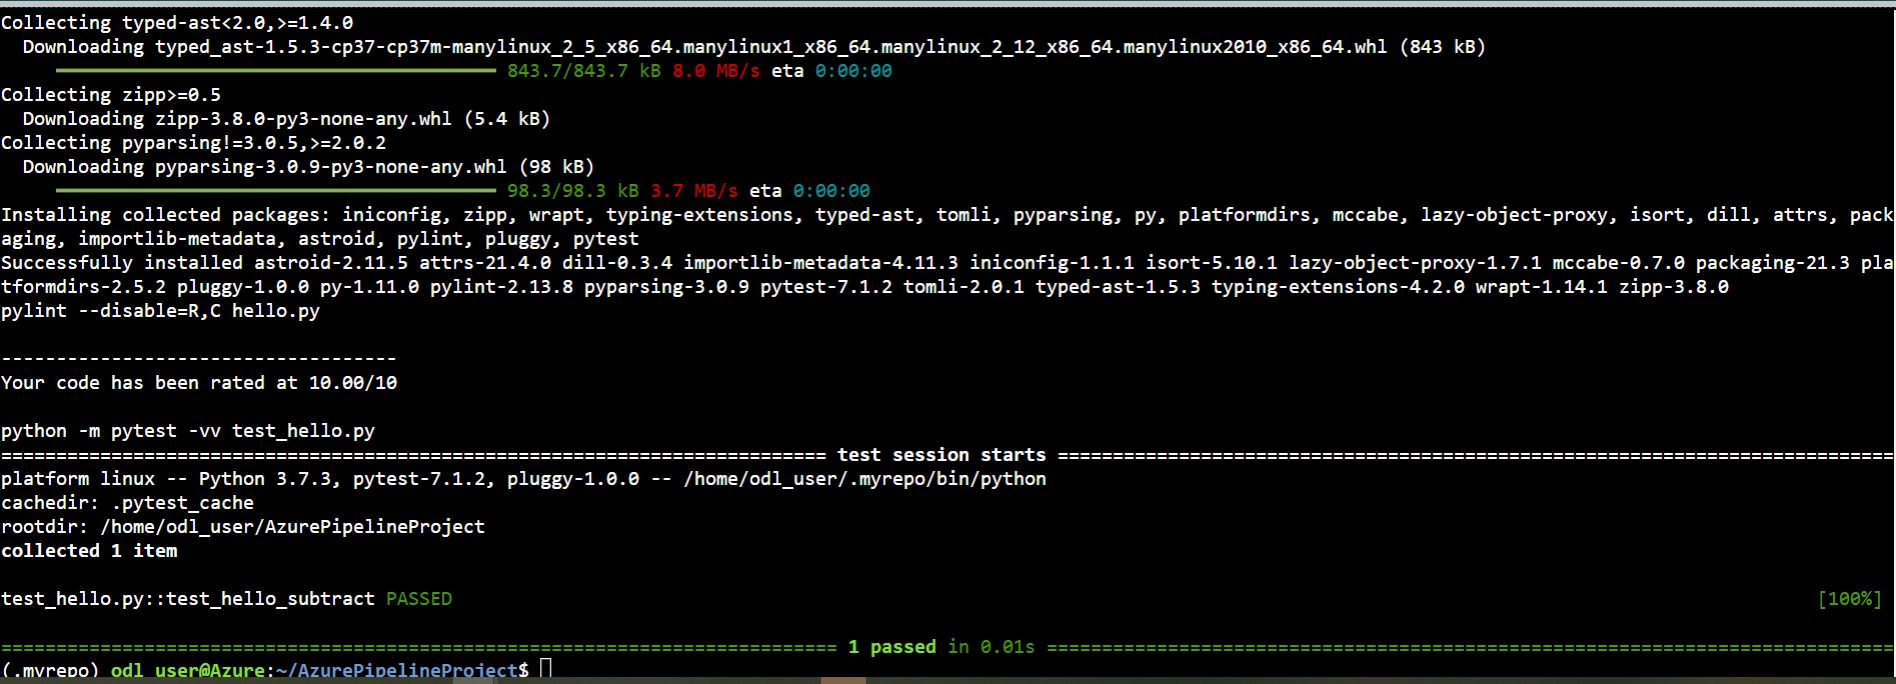 Collecting typed-ast<2.0,>=1.4.0
  Downloading typed_ast-1.5.3-cp37-cp37m-manylinux_2_5_x86_64.manylinux1_x86_64.manylinux_2_12_x86_64.manylinux2010_x86_64.whl (843 kB)
843.7/843.7 kB 8.0 MB/s eta 0:00:00
Collecting zipp>=0.5
  Downloading zipp-3.8.0-py3-none-any.whl (5.4 kB)
Collecting pyparsing!=3.0.5,>=2.0.2
  Downloading pyparsing-3.0.9-py3-none-any.whl (98 kB)
98.3/98.3 kB 3.7 MB/s eta 0:00:00
Installing collected packages: iniconfig, zipp, wrapt, typing-extensions, typed-ast, tomli, pyparsing, py, platformdirs, mccabe, lazy-object-proxy, isort, dill, attrs, pack
aging, importlib-metadata, astroid, pylint, pluggy, pytest
Successfully installed astroid-2.11.5 attrs-21.4.0 dill-0.3.4 importlib-metadata-4.11.3 iniconfig-1.1.1 isort-5.10.1 lazy-object-proxy-1.7.1 mccabe-0.7.0 packaging-21.3 pla
tformdirs-2.5.2 pluggy-1.0.0 py-1.11.0 pylint-2.13.8 pyparsing-3.0.9 pytest-7.1.2 tomli-2.0.1 typed-ast-1.5.3 typing-extensions-4.2.0 wrapt-1.14.1 zipp-3.8.0
pylint --disable=R,C hello.py
------------------------------------
Your code has been rated at 10.00/10
python -m pytest -vv test_hello.py
=========================================================================== test session starts ============================================================================
platform linux -- Python 3.7.3, pytest-7.1.2, pluggy-1.0.0 -- /home/odl_user/.myrepo/bin/python
cachedir: .pytest_cache
rootdir: /home/odl_user/AzurePipelineProject
collected 1 item
test_hello.py::test_hello_subtract PASSED [100%]
============================================================================ 1 passed in 0.01s =============================================================================
(.myrepo) odl_user@Azure:~/AzurePipelineProject$